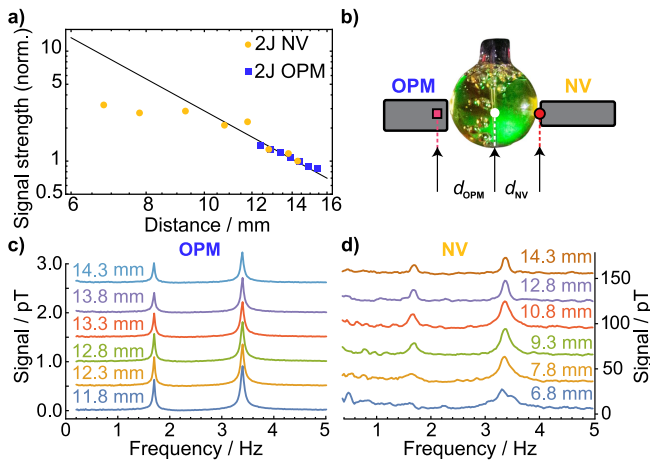 a)
Signal strength (norm.)
10
5
1
0.5
2J NV
2J OPM
6 8 10 12 14 16
Distance / mm
b)
OPM
NV
d_OPM d_NV
c)
OPM
Signal / pT
3.0
2.0
1.0
0.0
14.3 mm
13.8 mm
13.3 mm
12.8 mm
12.3 mm
11.8 mm
0 1 2 3 4 5
Frequency / Hz
d)
NV
14.3 mm
12.8 mm
10.8 mm
9.3 mm
7.8 mm
6.8 mm
150
100
50
0
Signal / pT
1 2 3 4 5
Frequency / Hz